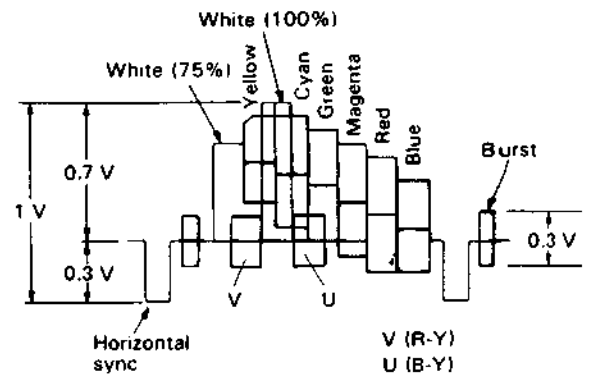 White (100%)
White (75%)
Yellow
Cyan
Green
Magenta
Red
Blue
Burst
0.7 V
1 V
0.3 V
0.3 V
V
U
Horizontal
sync
V (R-Y)
U (B-Y)